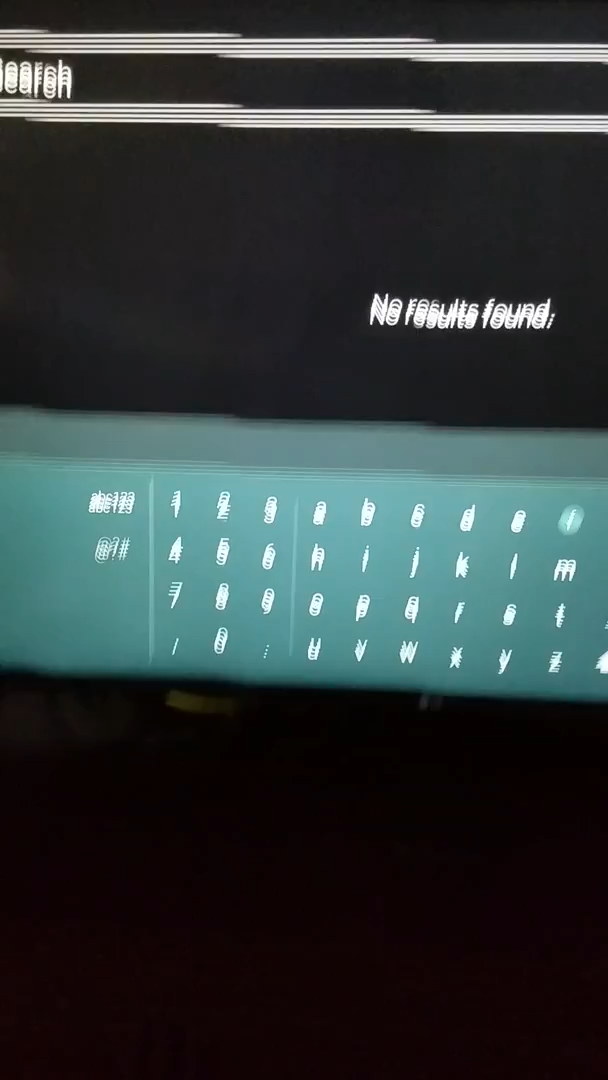 Search
No results found.
abc123 1 2 3 a b c d e f
@!# 4 5 6 h i j k l m
7 8 9 o p q r s t
/ 0 : u v w x y z